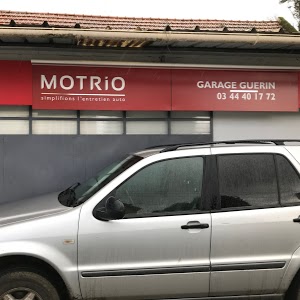 MOTRiO
simplifions l'entretien auto
GARAGE GUERIN
03 44 40 17 72